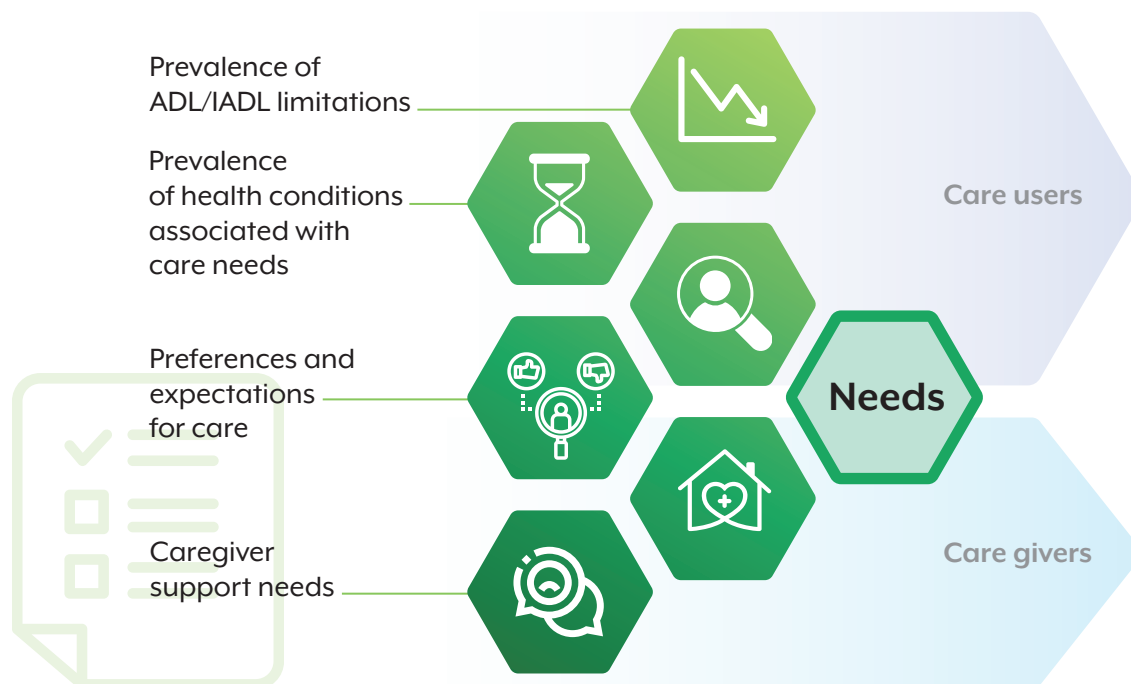 Prevalence of
ADL/IADL limitations
Prevalence
of health conditions
associated with
care needs
Care users
Preferences and
expectations
for care
Needs
Caregiver
support needs
Care givers